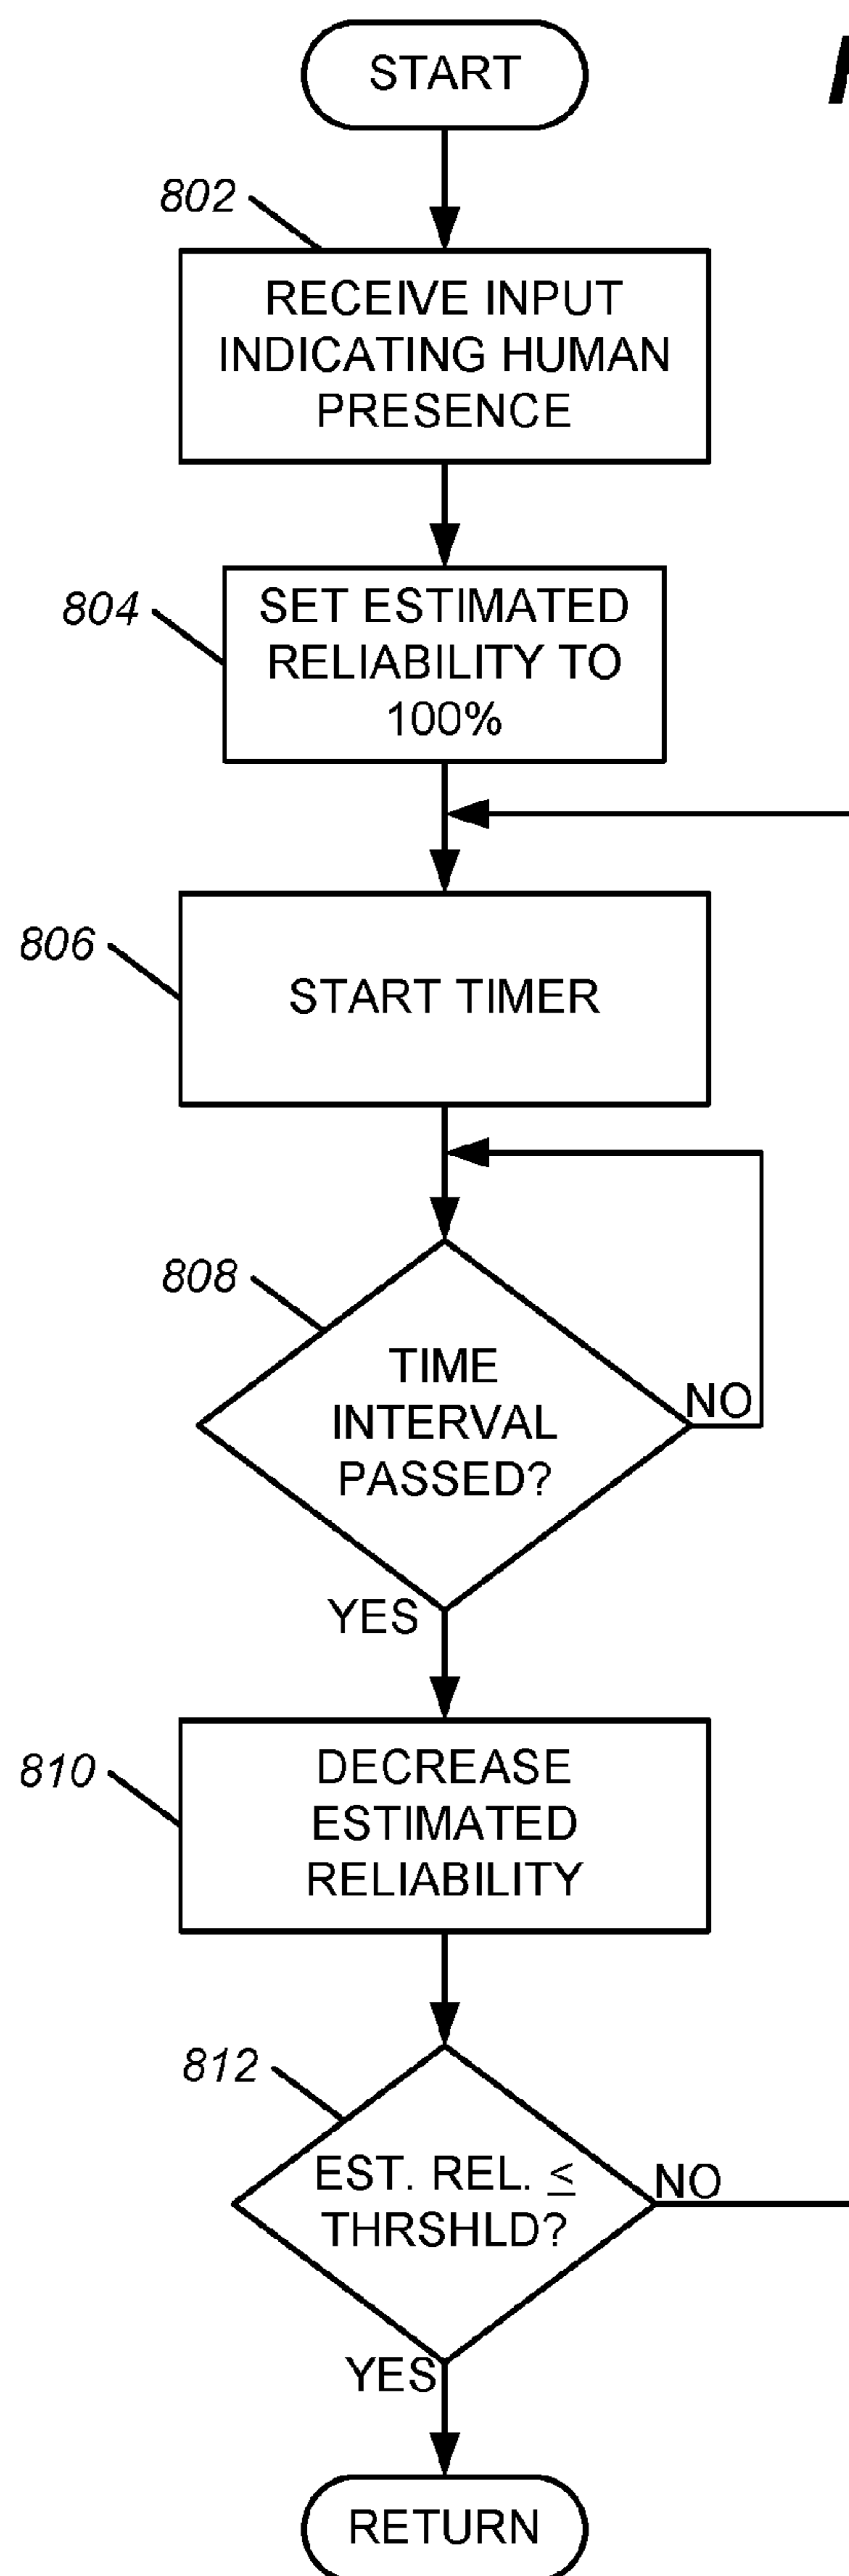 START
802
RECEIVE INPUT
INDICATING HUMAN
PRESENCE
804
SET ESTIMATED
RELIABILITY TO
100%
806
START TIMER
808
TIME
INTERVAL
PASSED?
NO
YES
810
DECREASE
ESTIMATED
RELIABILITY
812
EST. REL. ≤
THRSHLD?
NO
YES
RETURN